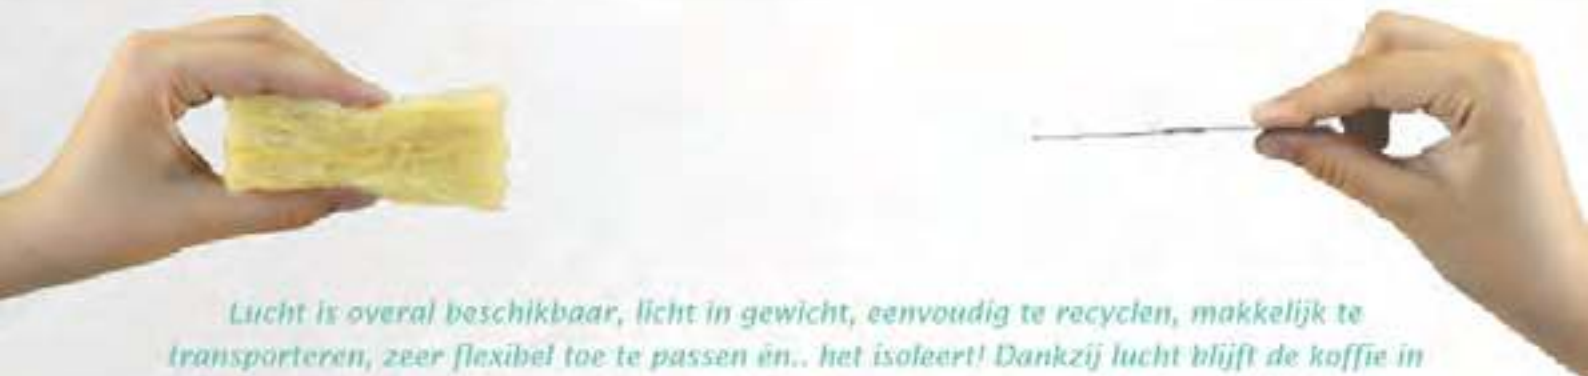 Lucht is overal beschikbaar, licht in gewicht, eenvoudig te recyclen, makkelijk te
transporteren, zeer flexibel toe te passen én.. het isoleert! Dankzij lucht blijft de koffie in